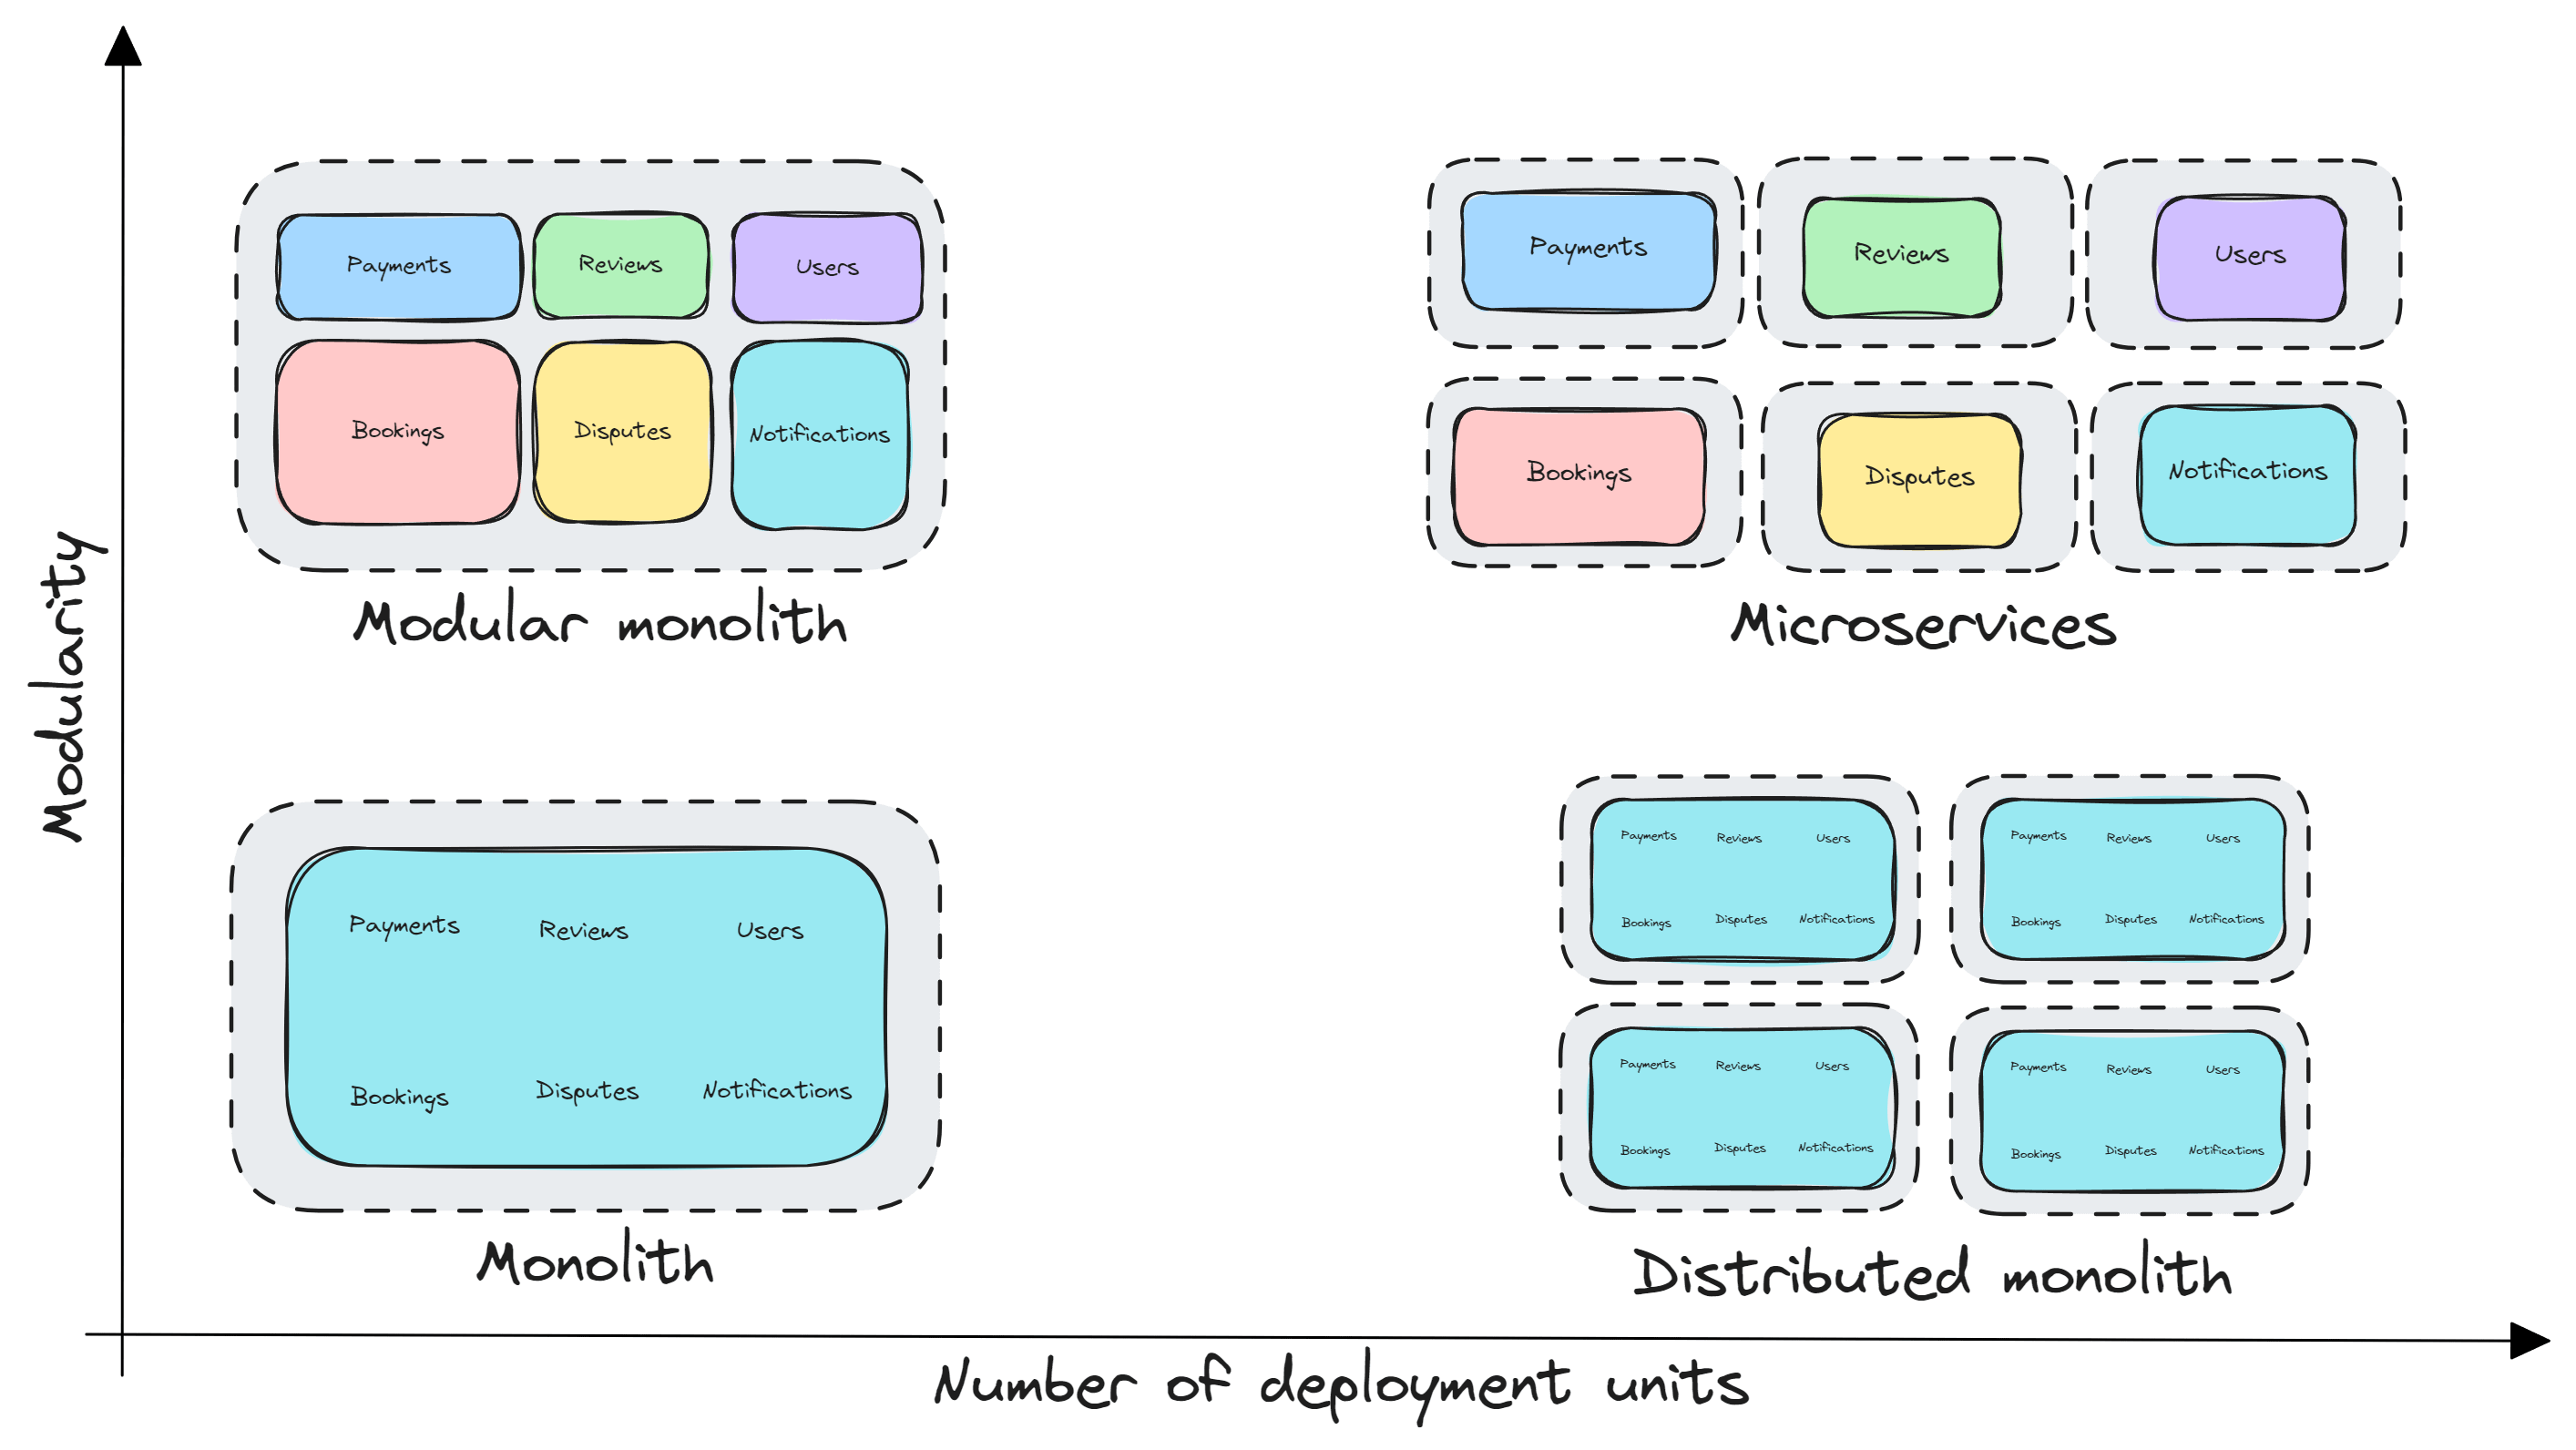 Modularity
Payments Reviews Users
Bookings Disputes Notifications
Modular monolith
Payments Reviews Users
Bookings Disputes Notifications
Microservices
Payments Reviews Users
Bookings Disputes Notifications
Monolith
Payments Reviews Users
Bookings Disputes Notifications
Payments Reviews Users
Bookings Disputes Notifications
Payments Reviews Users
Bookings Disputes Notifications
Payments Reviews Users
Bookings Disputes Notifications
Distributed monolith
Number of deployment units